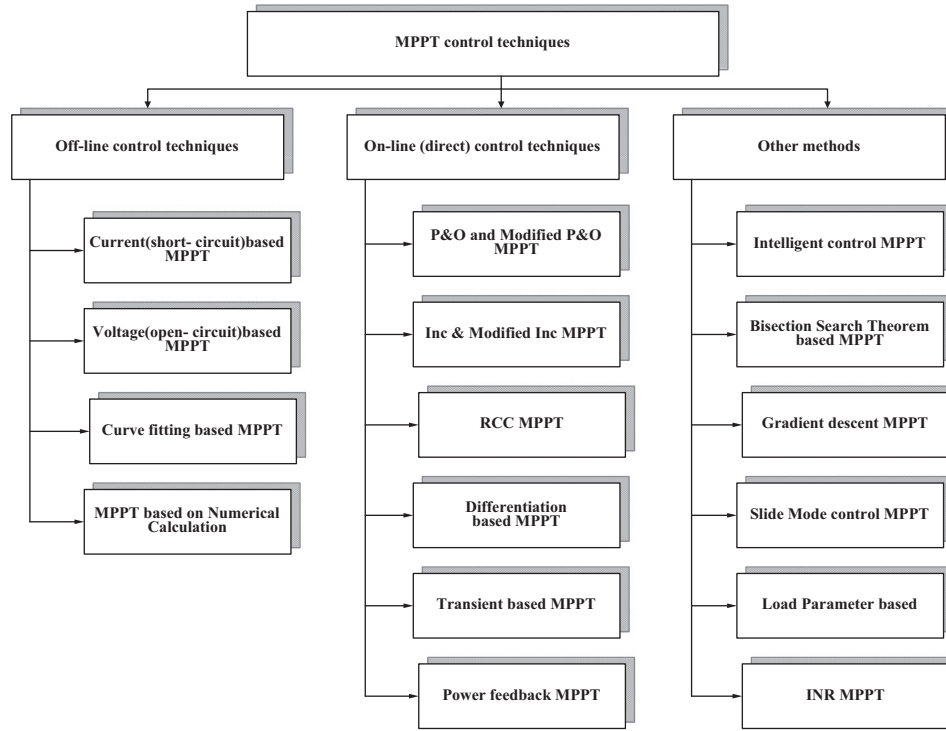 MPPT control techniques
Off-line control techniques
Current(short- circuit)based
MPPT
Voltage(open- circuit)based
MPPT
Curve fitting based MPPT
MPPT based on Numerical
Calculation
On-line (direct) control techniques
P&O and Modified P&O
MPPT
Inc & Modified Inc MPPT
RCC MPPT
Differentiation
based MPPT
Transient based MPPT
Power feedback MPPT
Other methods
Intelligent control MPPT
Bisection Search Theorem
based MPPT
Gradient descent MPPT
Slide Mode control MPPT
Load Parameter based
INR MPPT